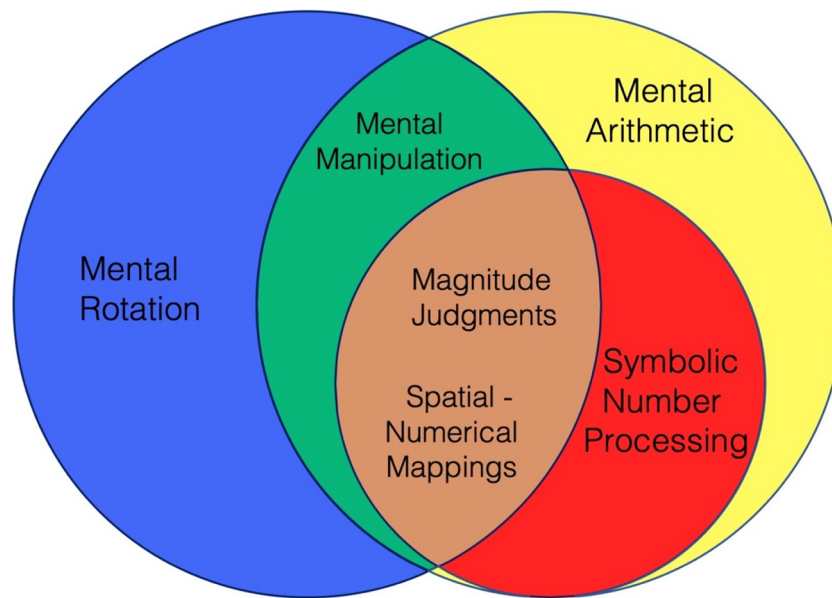 Mental
Arithmetic
Mental
Manipulation
Mental
Rotation
Magnitude
Judgments
Symbolic
Number
Processing
Spatial -
Numerical
Mappings